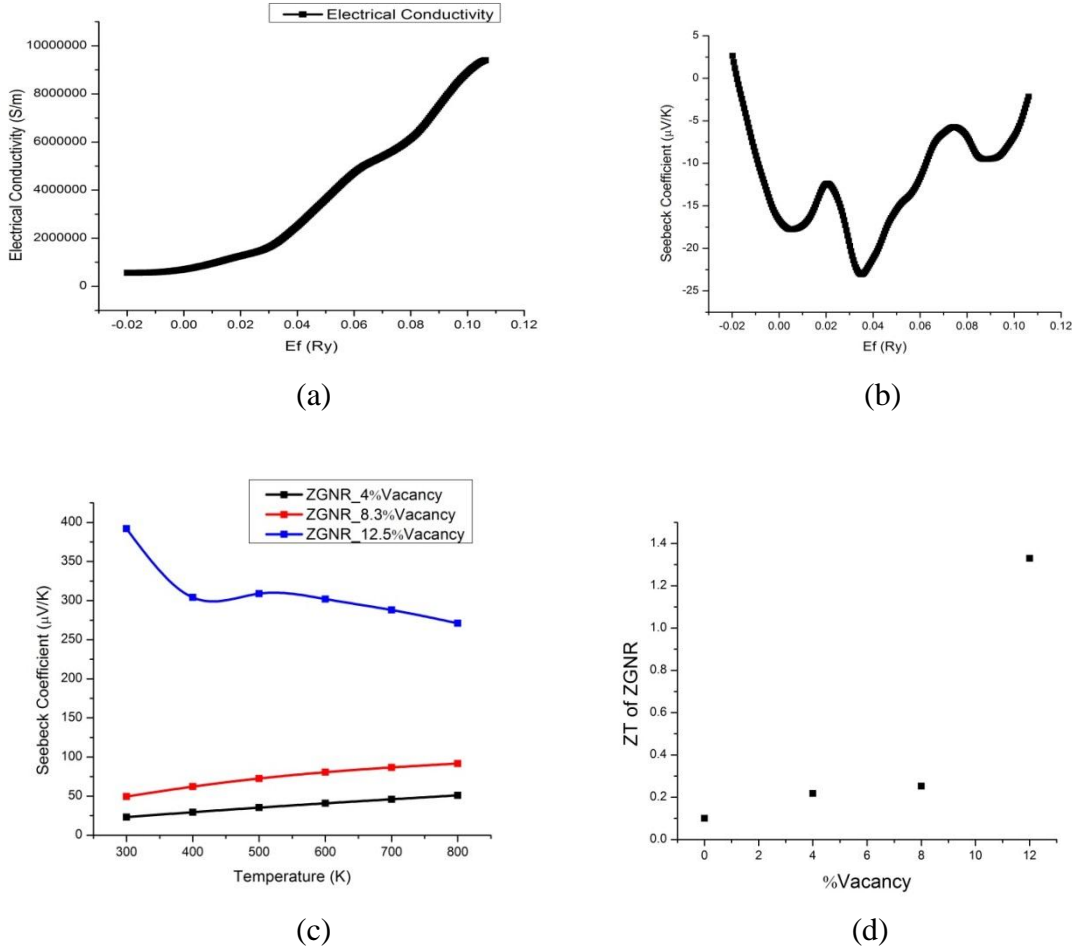 Electrical Conductivity
Electrical Conductivity (S/m)
10000000
8000000
6000000
4000000
2000000
0
-0.02 0.00 0.02 0.04 0.06 0.08 0.10 0.12
Ef (Ry)
(a)
Seebeck Coefficient (μV/K)
5
0
-5
-10
-15
-20
-25
-0.02 0.00 0.02 0.04 0.06 0.08 0.10 0.12
Ef (Ry)
(b)
ZGNR_4%Vacancy
ZGNR_8.3%Vacancy
ZGNR_12.5%Vacancy
Seebeck Coefficient (μV/K)
400
350
300
250
200
150
100
50
0
300 400 500 600 700 800
Temperature (K)
(c)
ZT of ZGNR
1.4
1.2
1.0
0.8
0.6
0.4
0.2
0.0
0 2 4 6 8 10 12
%Vacancy
(d)